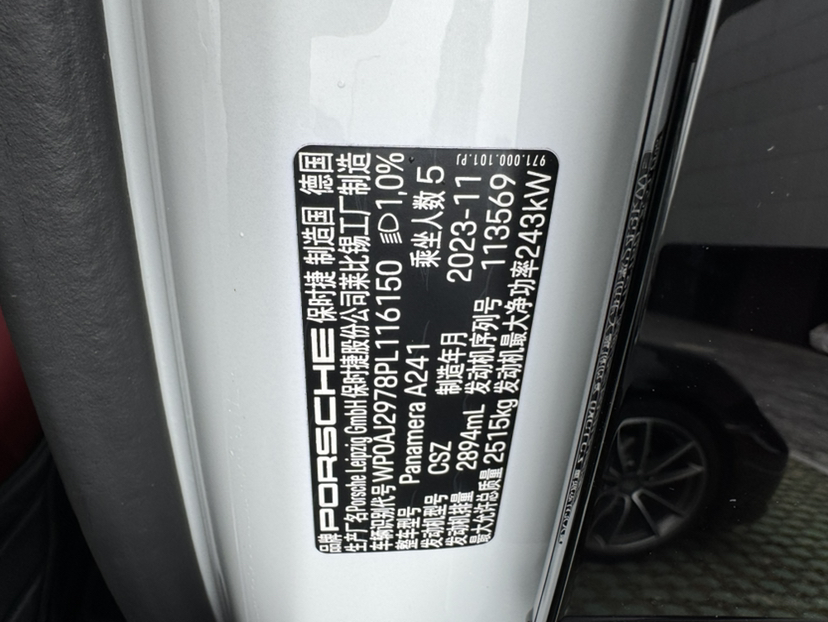 品牌 PORSCHE 保时捷 制造国 德国
生产厂名 Porsche Leipzig GmbH 保时捷股份公司莱比锡工厂制造
车辆识别代号 WP0AJ2978PL116150 1,0%
整车型号 Panamera A241 乘坐人数 5
发动机型号 CSZ 制造年月 2023-11
发动机排量 2894mL 发动机序列号 113569
最大允许总质量 2515kg 发动机最大净功率 243kW
971.000.101.PJ